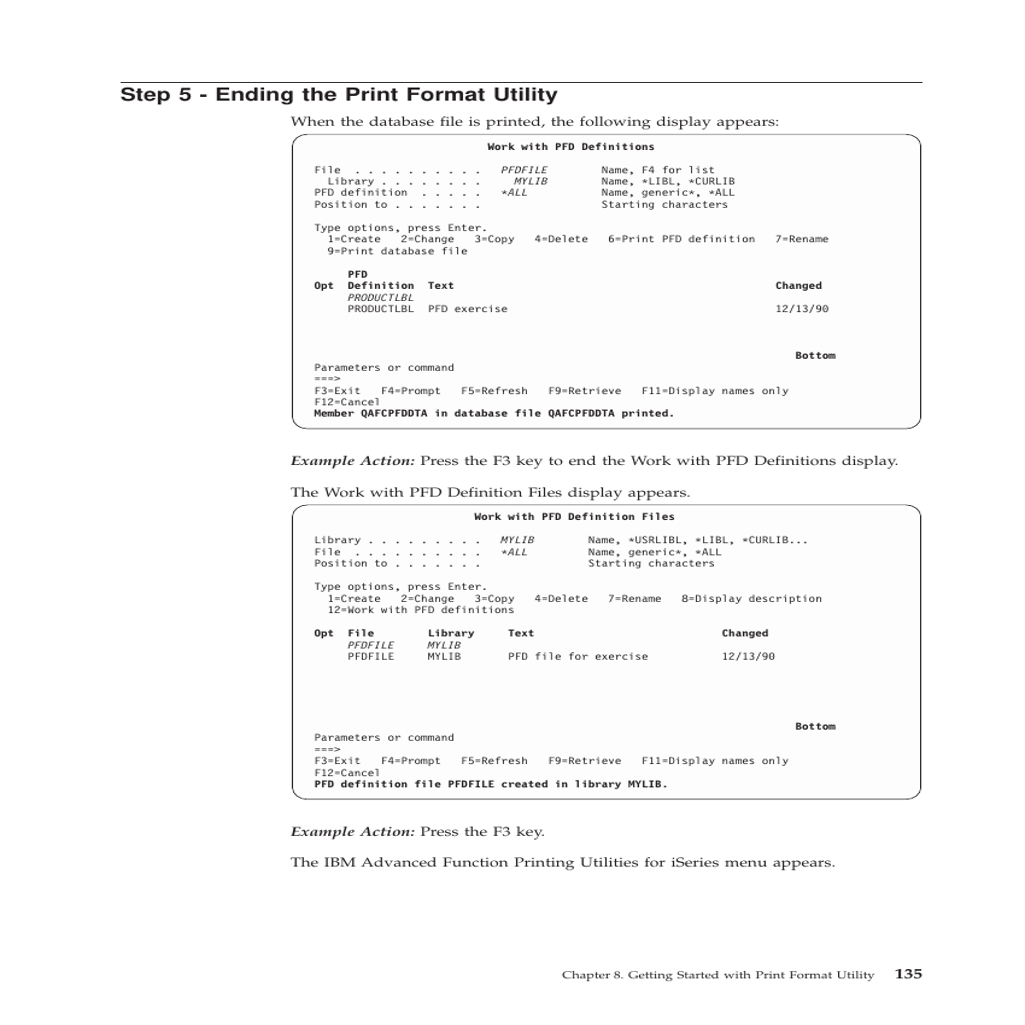 Step 5 - Ending the Print Format Utility
When the database file is printed, the following display appears:
Work with PFD Definitions
File . . . . . . . . . . PFDFILE Name, F4 for list
Library . . . . . . . . MYLIB Name, *LIBL, *CURLIB
PFD definition . . . . . *ALL Name, generic*, *ALL
Position to . . . . . . . Starting characters
Type options, press Enter.
1=Create 2=Change 3=Copy 4=Delete 6=Print PFD definition 7=Rename
9=Print database file
PFD
Opt Definition Text Changed
PRODUCTLBL
PRODUCTLBL PFD exercise 12/13/90
Bottom
Parameters or command
===>
F3=Exit F4=Prompt F5=Refresh F9=Retrieve F11=Display names only
F12=Cancel
Member QAFCPFDDTA in database file QAFCPFDDTA printed.
Example Action: Press the F3 key to end the Work with PFD Definitions display.
The Work with PFD Definition Files display appears.
Work with PFD Definition Files
Library . . . . . . . . . MYLIB Name, *USRLIBL, *LIBL, *CURLIB...
File . . . . . . . . . . *ALL Name, generic*, *ALL
Position to . . . . . . . Starting characters
Type options, press Enter.
1=Create 2=Change 3=Copy 4=Delete 7=Rename 8=Display description
12=Work with PFD definitions
Opt File Library Text Changed
PFDFILE MYLIB
PFDFILE MYLIB PFD file for exercise 12/13/90
Bottom
Parameters or command
===>
F3=Exit F4=Prompt F5=Refresh F9=Retrieve F11=Display names only
F12=Cancel
PFD definition file PFDFILE created in library MYLIB.
Example Action: Press the F3 key.
The IBM Advanced Function Printing Utilities for iSeries menu appears.
Chapter 8. Getting Started with Print Format Utility 135